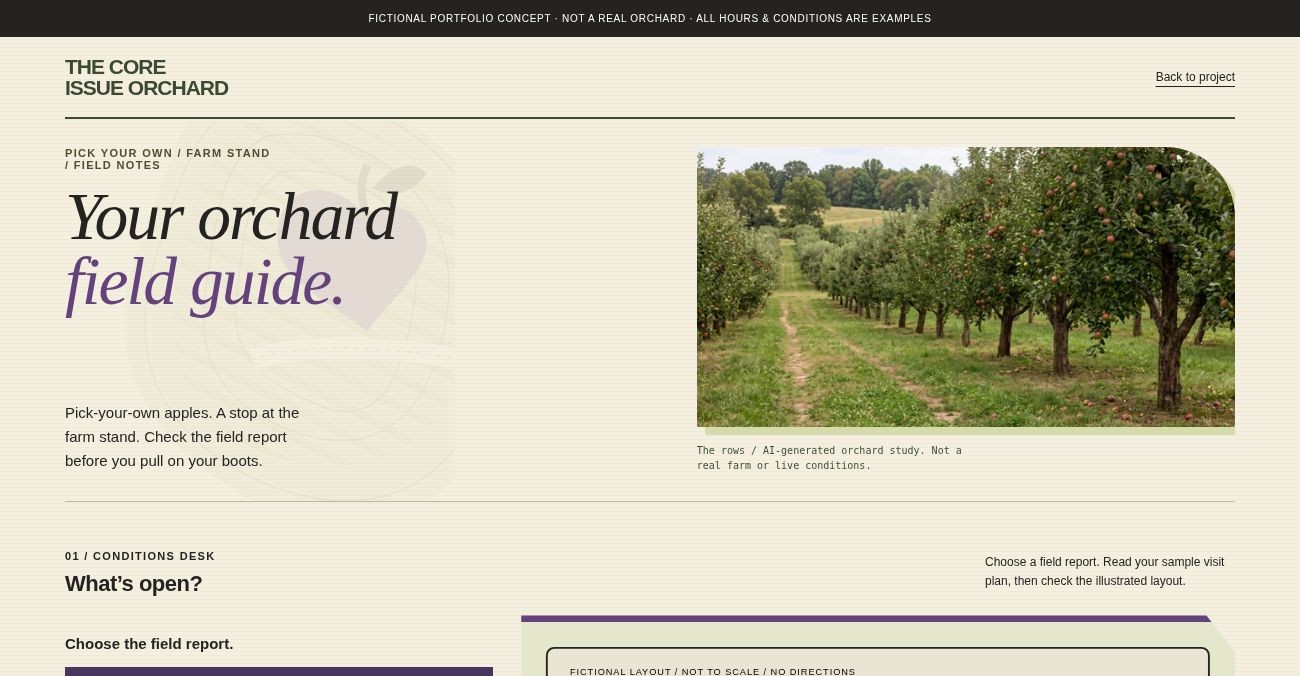 FICTIONAL PORTFOLIO CONCEPT · NOT A REAL ORCHARD · ALL HOURS & CONDITIONS ARE EXAMPLES
THE CORE
ISSUE ORCHARD
Back to project
PICK YOUR OWN / FARM STAND
/ FIELD NOTES
Your orchard
field guide.
Pick-your-own apples. A stop at the
farm stand. Check the field report
before you pull on your boots.
The rows / AI-generated orchard study. Not a
real farm or live conditions.
01 / CONDITIONS DESK
What’s open?
Choose a field report. Read your sample visit
plan, then check the illustrated layout.
Choose the field report.
FICTIONAL LAYOUT / NOT TO SCALE / NO DIRECTIONS